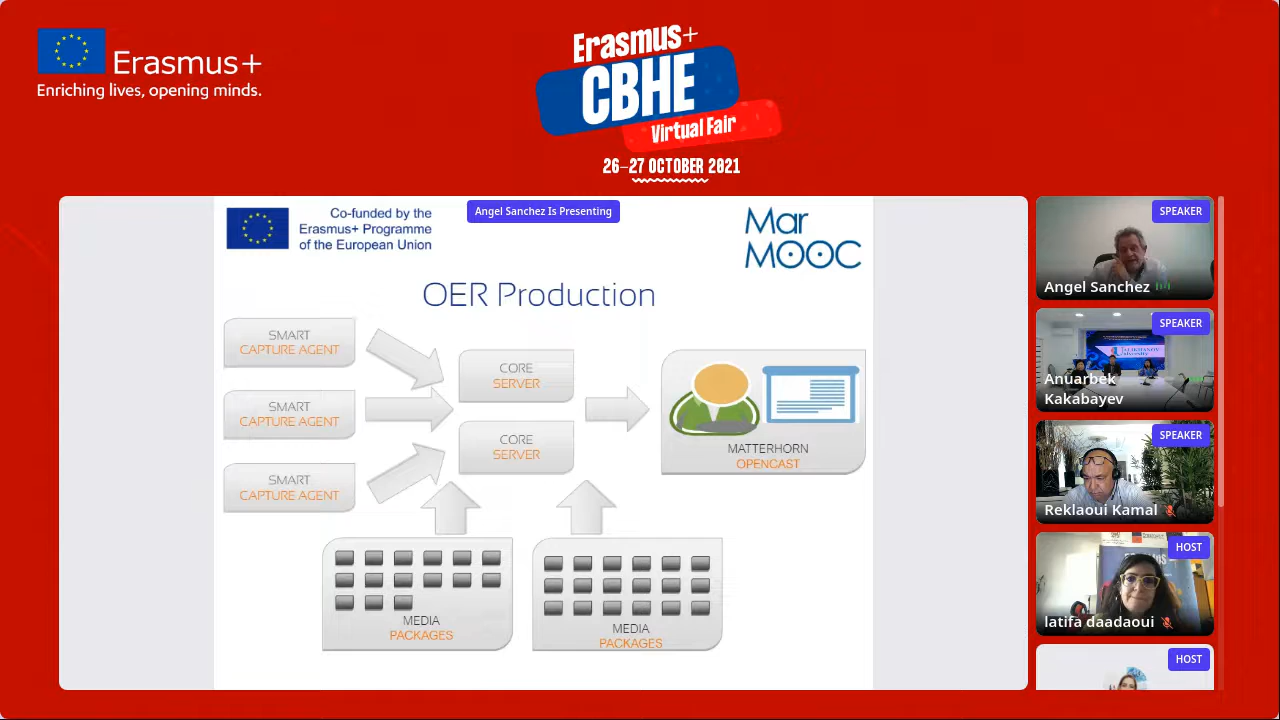 Erasmus+
Enriching lives, opening minds.
Erasmus+
CBHE
Virtual Fair
26–27 OCTOBER 2021
Co-funded by the
Erasmus+ Programme
of the European Union
Angel Sanchez Is Presenting
Mar
MOOC
OER Production
SMART
CAPTURE AGENT
SMART
CAPTURE AGENT
SMART
CAPTURE AGENT
CORE
SERVER
CORE
SERVER
MATTERHORN
OPENCAST
MEDIA
PACKAGES
MEDIA
PACKAGES
SPEAKER
Angel Sanchez
SPEAKER
Anuarbek
Kakabayev
SPEAKER
Reklaoui Kamal
HOST
latifa daadaoui
HOST